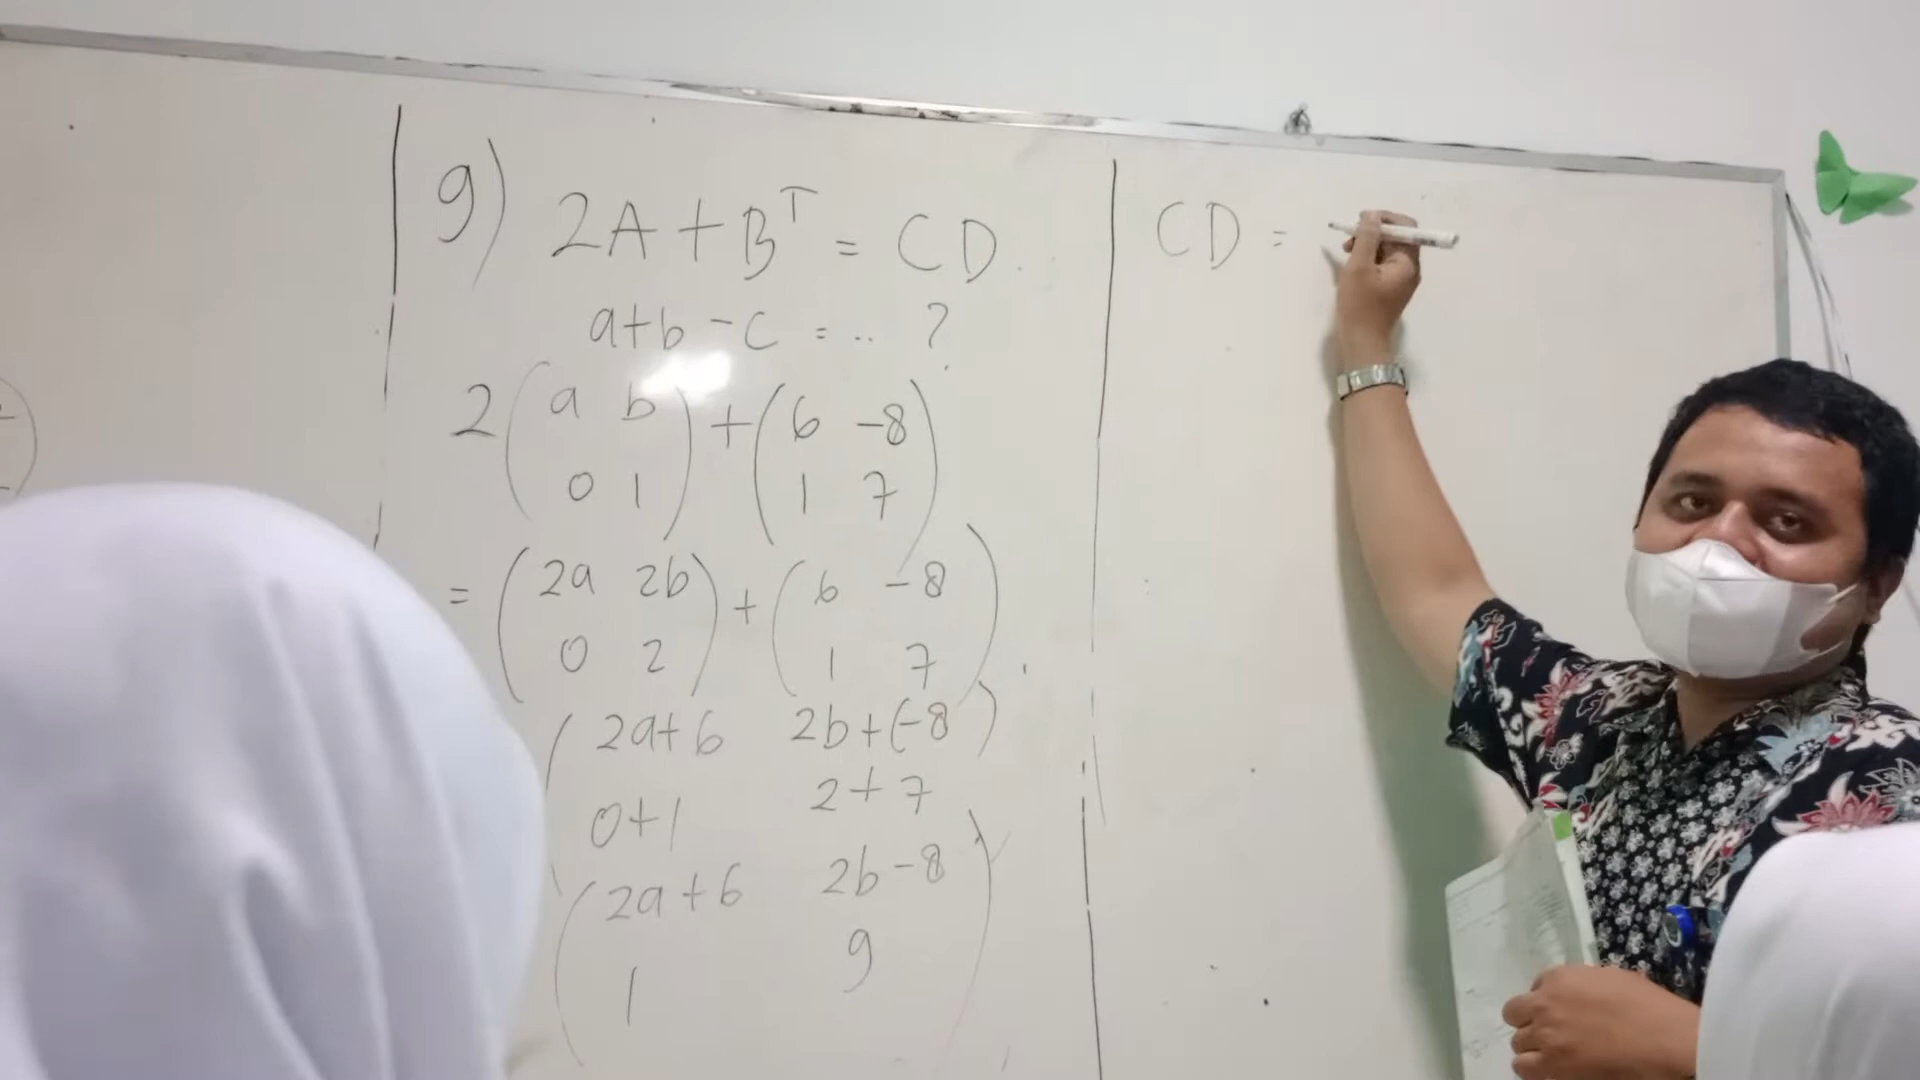 9) 2A + Bᵀ = CD.
a+b-c = .. ?
2 ( a b ) + ( 6 -8 )
0 1 1 7
= ( 2a 2b ) + ( 6 -8 )
0 2 1 7
( 2a+6 2b+(-8 )
0+1 2+7
( 2a+6 2b-8 )
1 9
CD =